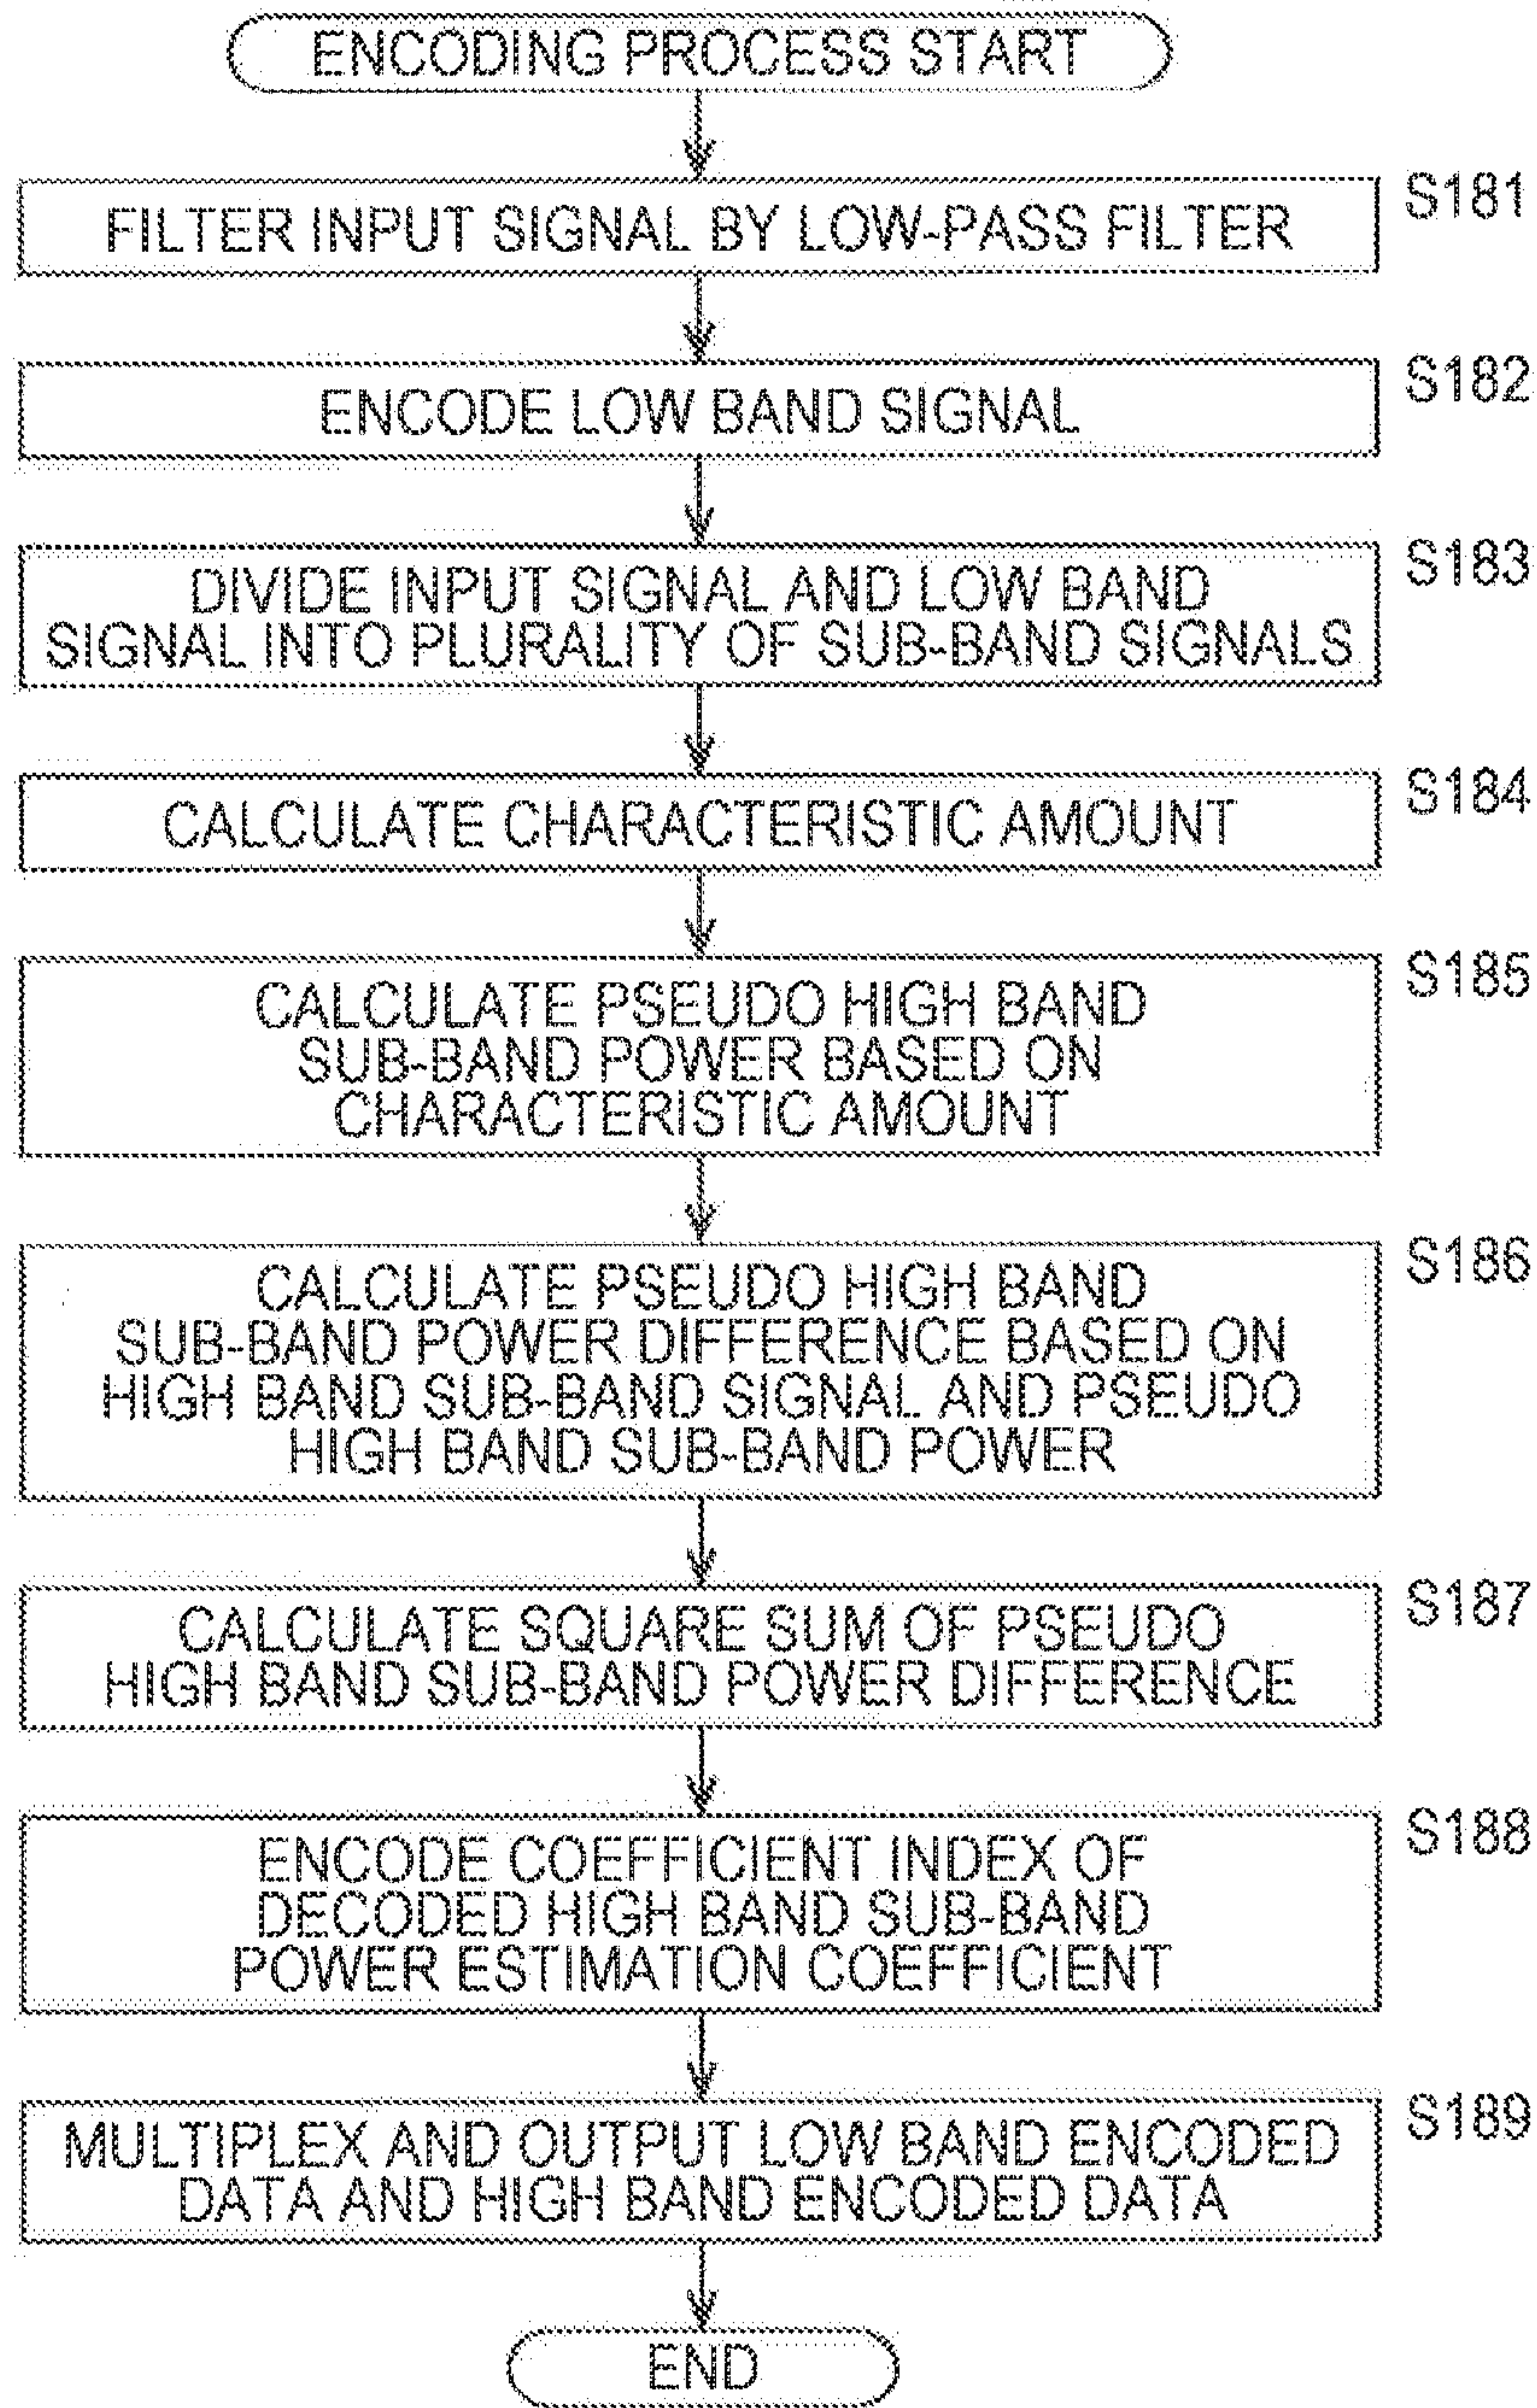 ENCODING PROCESS START
FILTER INPUT SIGNAL BY LOW-PASS FILTER
S181
ENCODE LOW BAND SIGNAL
S182
DIVIDE INPUT SIGNAL AND LOW BAND
SIGNAL INTO PLURALITY OF SUB-BAND SIGNALS
S183
CALCULATE CHARACTERISTIC AMOUNT
S184
CALCULATE PSEUDO HIGH BAND
SUB-BAND POWER BASED ON
CHARACTERISTIC AMOUNT
S185
CALCULATE PSEUDO HIGH BAND
SUB-BAND POWER DIFFERENCE BASED ON
HIGH BAND SUB-BAND SIGNAL AND PSEUDO
HIGH BAND SUB-BAND POWER
S186
CALCULATE SQUARE SUM OF PSEUDO
HIGH BAND SUB-BAND POWER DIFFERENCE
S187
ENCODE COEFFICIENT INDEX OF
DECODED HIGH BAND SUB-BAND
POWER ESTIMATION COEFFICIENT
S188
MULTIPLEX AND OUTPUT LOW BAND ENCODED
DATA AND HIGH BAND ENCODED DATA
S189
END